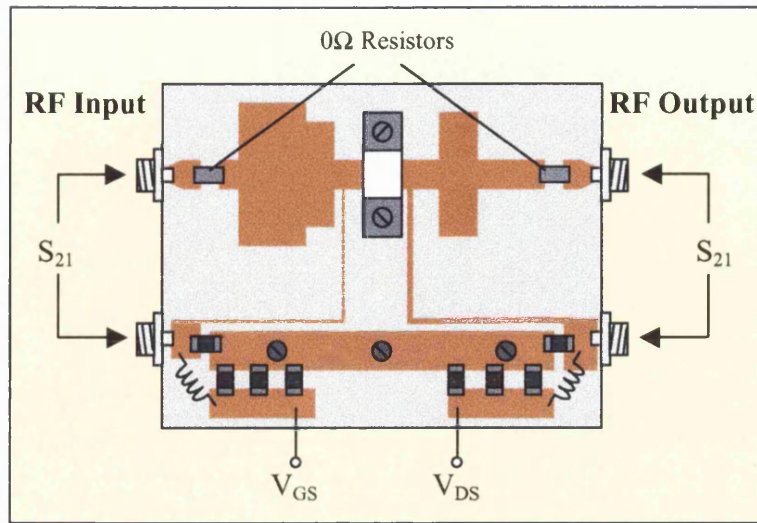 0Ω Resistors
RF Input
RF Output
S21
S21
VGS
VDS